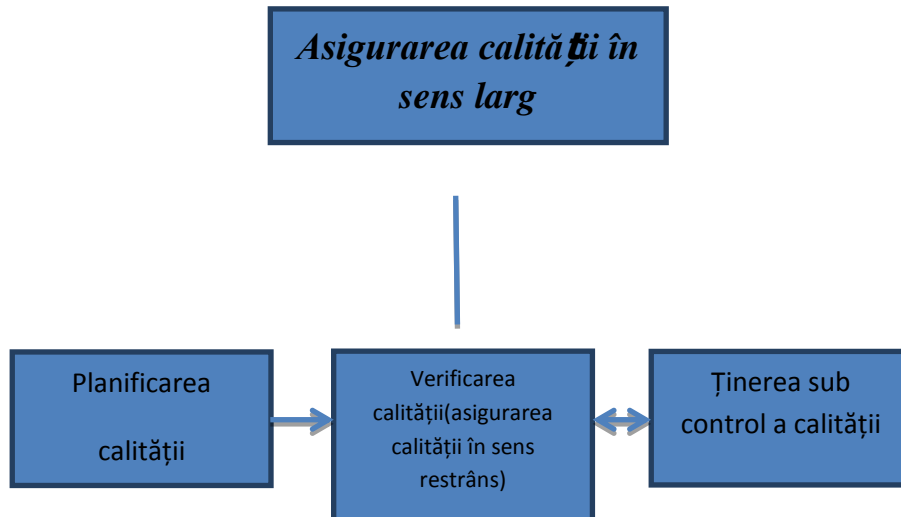 Asigurarea calității în
sens larg
Planificarea
calității
Verificarea
calității(asigurarea
calității în sens
restrâns)
Ținerea sub
control a calității